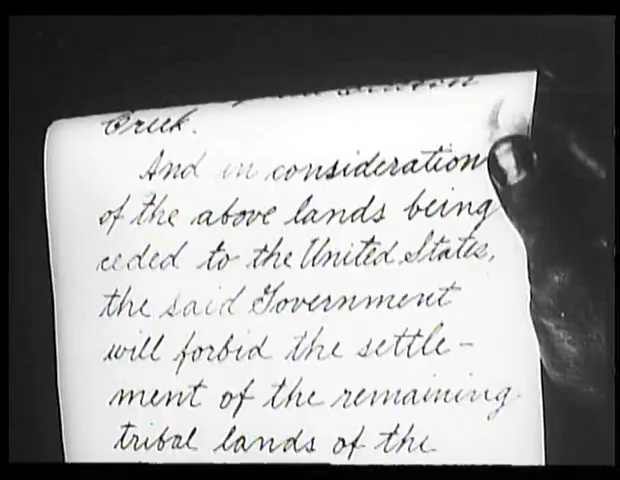 Creek.
And in consideration
of the above lands being
ceded to the United States,
the said Government
will forbid the settle-
ment of the remaining
tribal lands of the